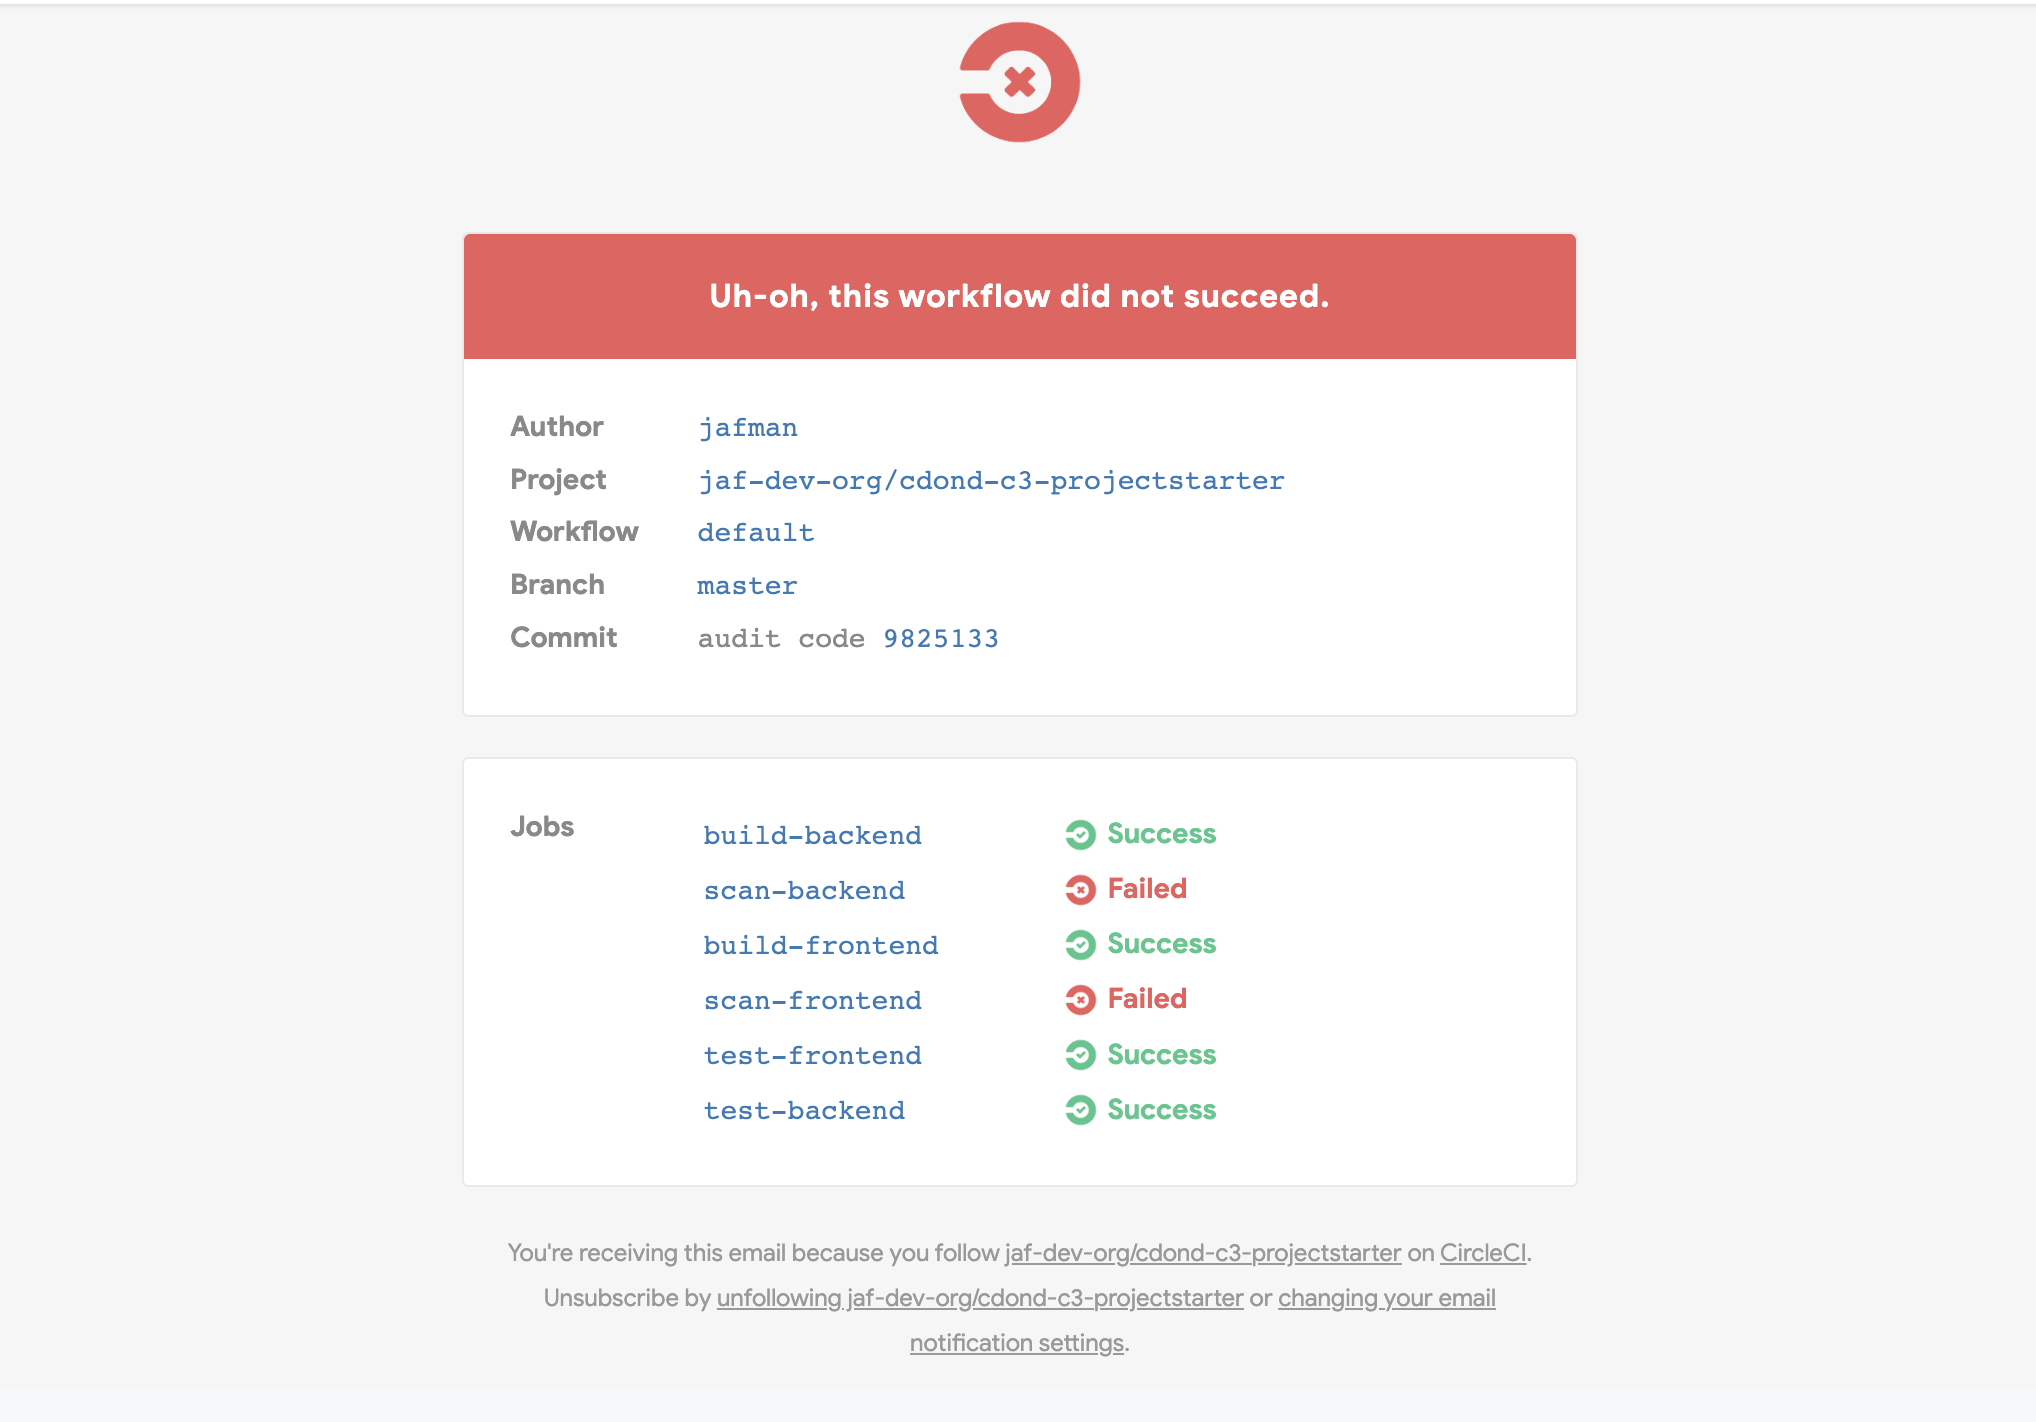 Uh-oh, this workflow did not succeed.
Author jafman
Project jaf-dev-org/cdond-c3-projectstarter
Workflow default
Branch master
Commit audit code 9825133
Jobs build-backend Success
scan-backend Failed
build-frontend Success
scan-frontend Failed
test-frontend Success
test-backend Success
You're receiving this email because you follow jaf-dev-org/cdond-c3-projectstarter on CircleCI.
Unsubscribe by unfollowing jaf-dev-org/cdond-c3-projectstarter or changing your email
notification settings.